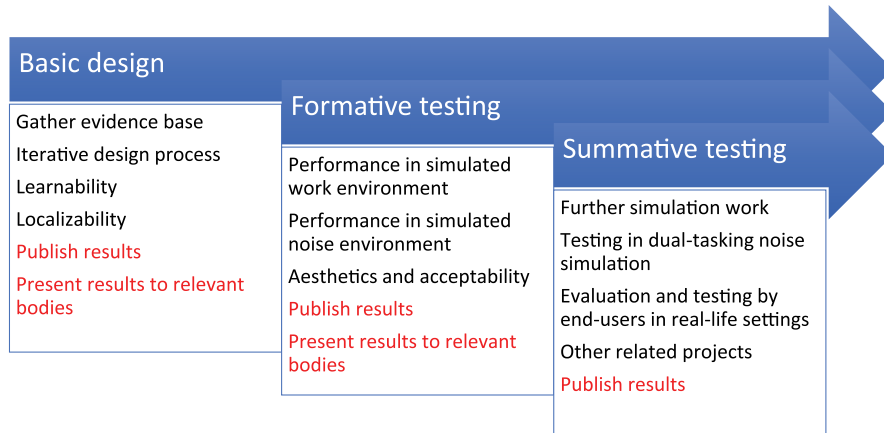 Basic design
Gather evidence base
Iterative design process
Learnability
Localizability
Publish results
Present results to relevant
bodies
Formative testing
Performance in simulated
work environment
Performance in simulated
noise environment
Aesthetics and acceptability
Publish results
Present results to relevant
bodies
Summative testing
Further simulation work
Testing in dual-tasking noise
simulation
Evaluation and testing by
end-users in real-life settings
Other related projects
Publish results